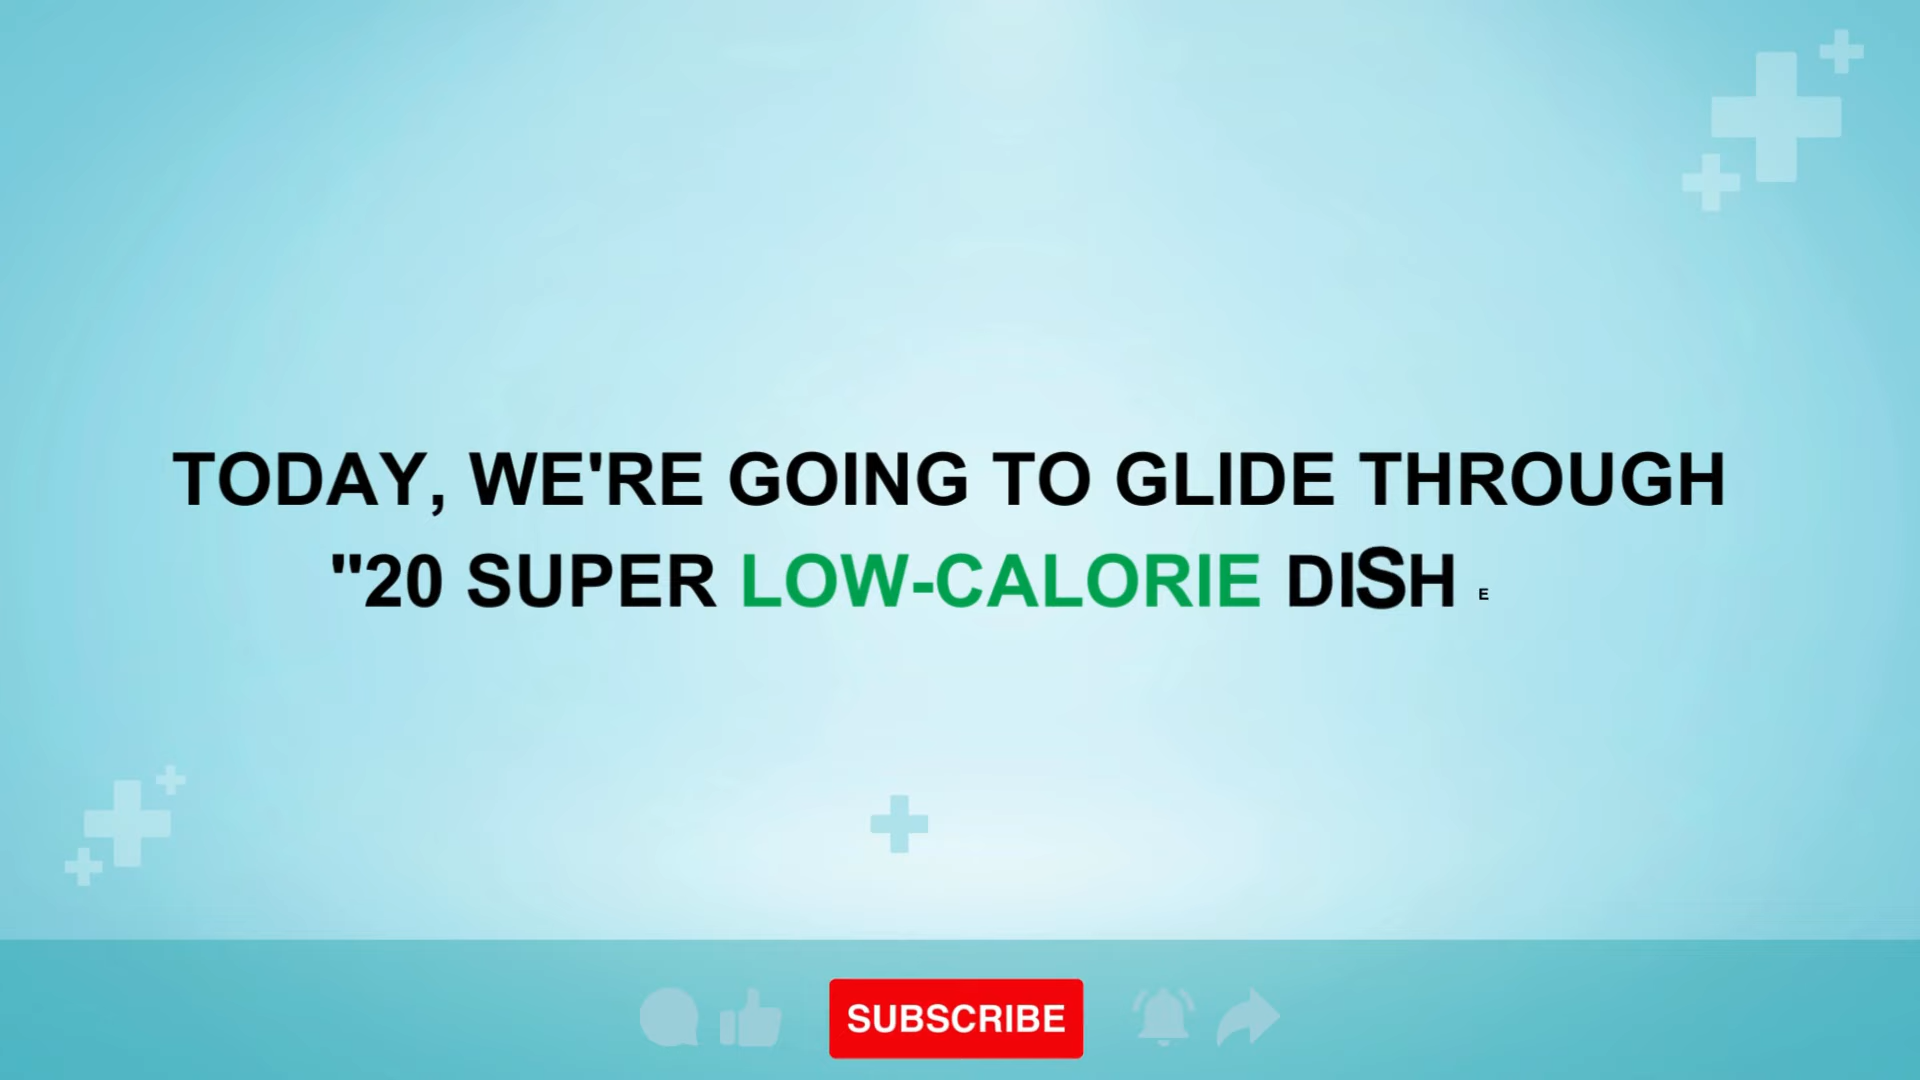 TODAY, WE'RE GOING TO GLIDE THROUGH
"20 SUPER LOW-CALORIE DISH E
SUBSCRIBE